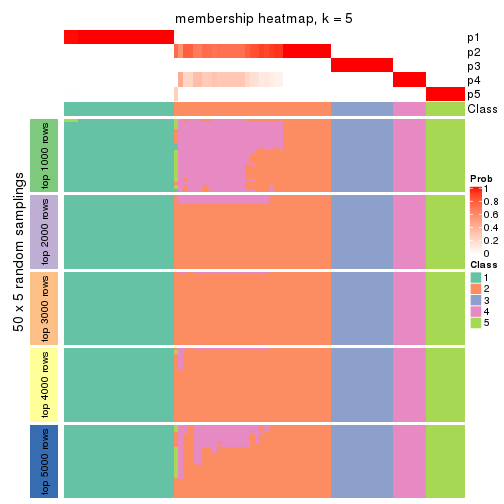 membership heatmap, k = 5
p1
p2
p3
p4
p5
Class
50 x 5 random samplings
top 1000 rows
top 2000 rows
top 3000 rows
top 4000 rows
top 5000 rows
Prob
1
0.8
0.6
0.4
0.2
0
Class
1
2
3
4
5